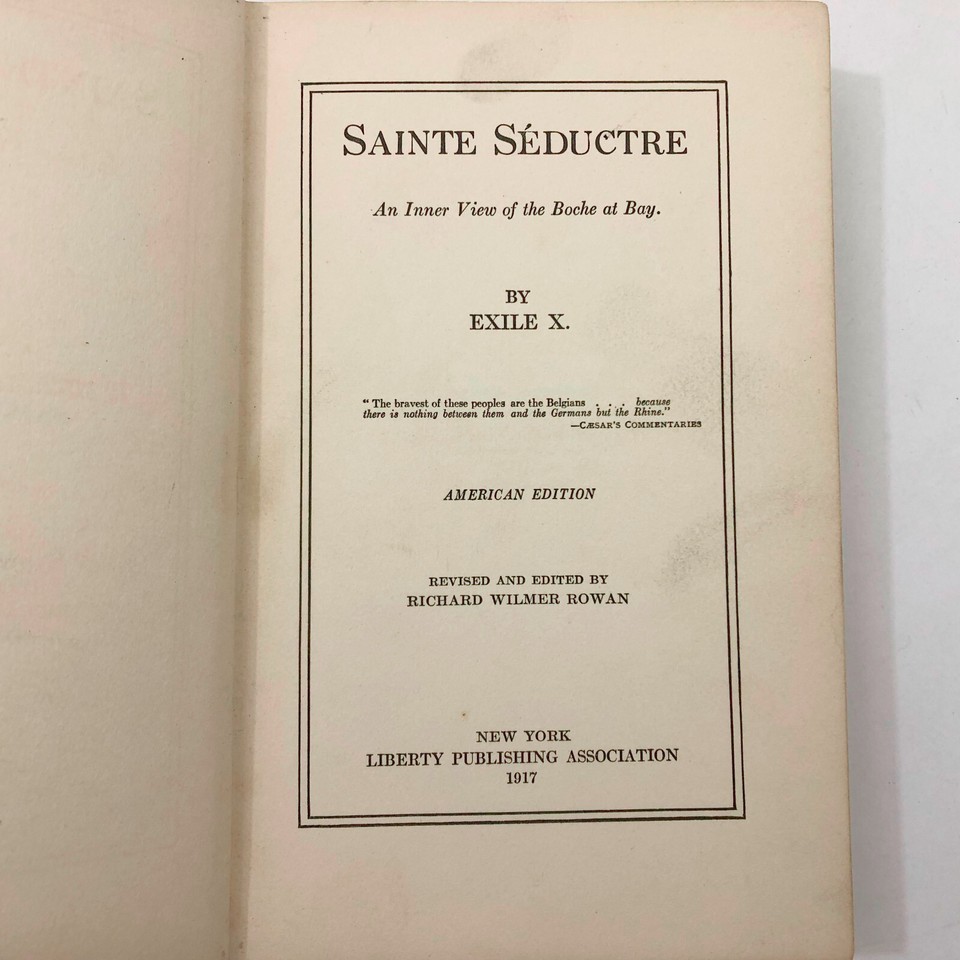 SAINTE SÉDUCTRE
An Inner View of the Boche at Bay.
BY
EXILE X.
“ The bravest of these peoples are the Belgians . . . because
there is nothing between them and the Germans but the Rhine.”
—CÆSAR'S COMMENTARIES
AMERICAN EDITION
REVISED AND EDITED BY
RICHARD WILMER ROWAN
NEW YORK
LIBERTY PUBLISHING ASSOCIATION
1917